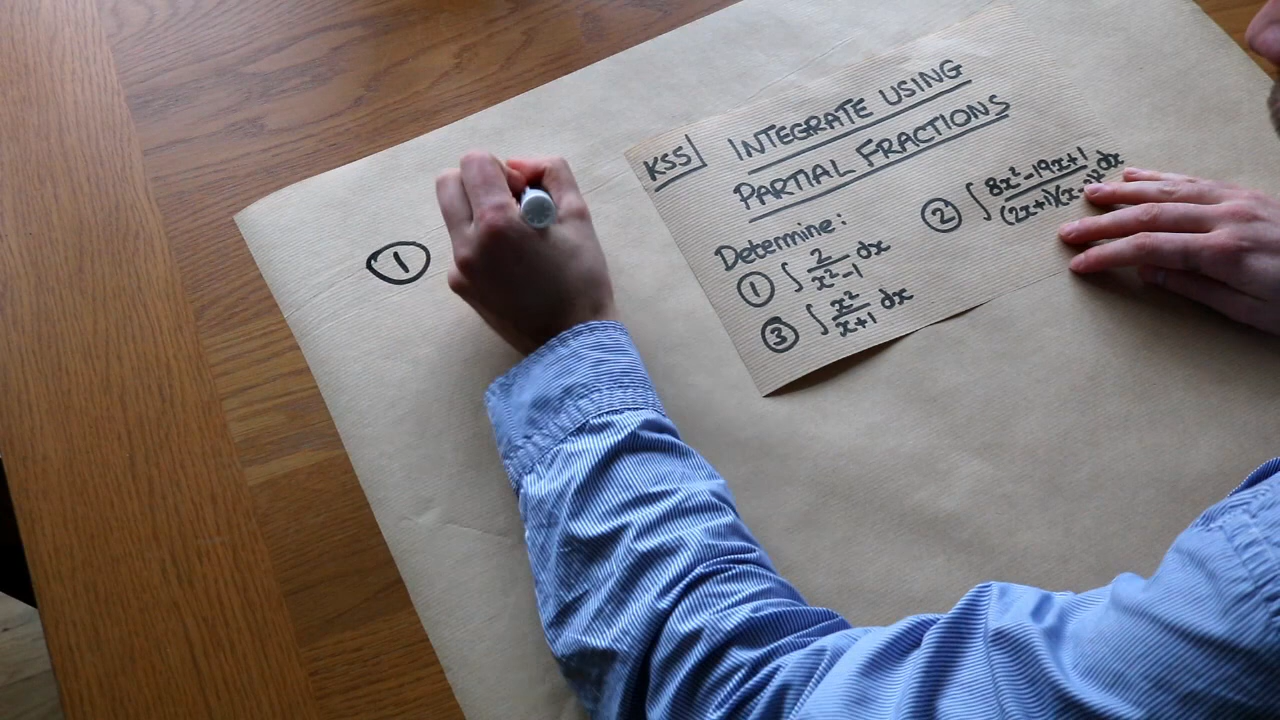 KS5
INTEGRATE USING
PARTIAL FRACTIONS
Determine:
① ∫ 2/(x²-1) dx
② ∫ (8x²-19x+1)/((2x+1)(x- )² dx
③ ∫ x²/(x+1) dx
①